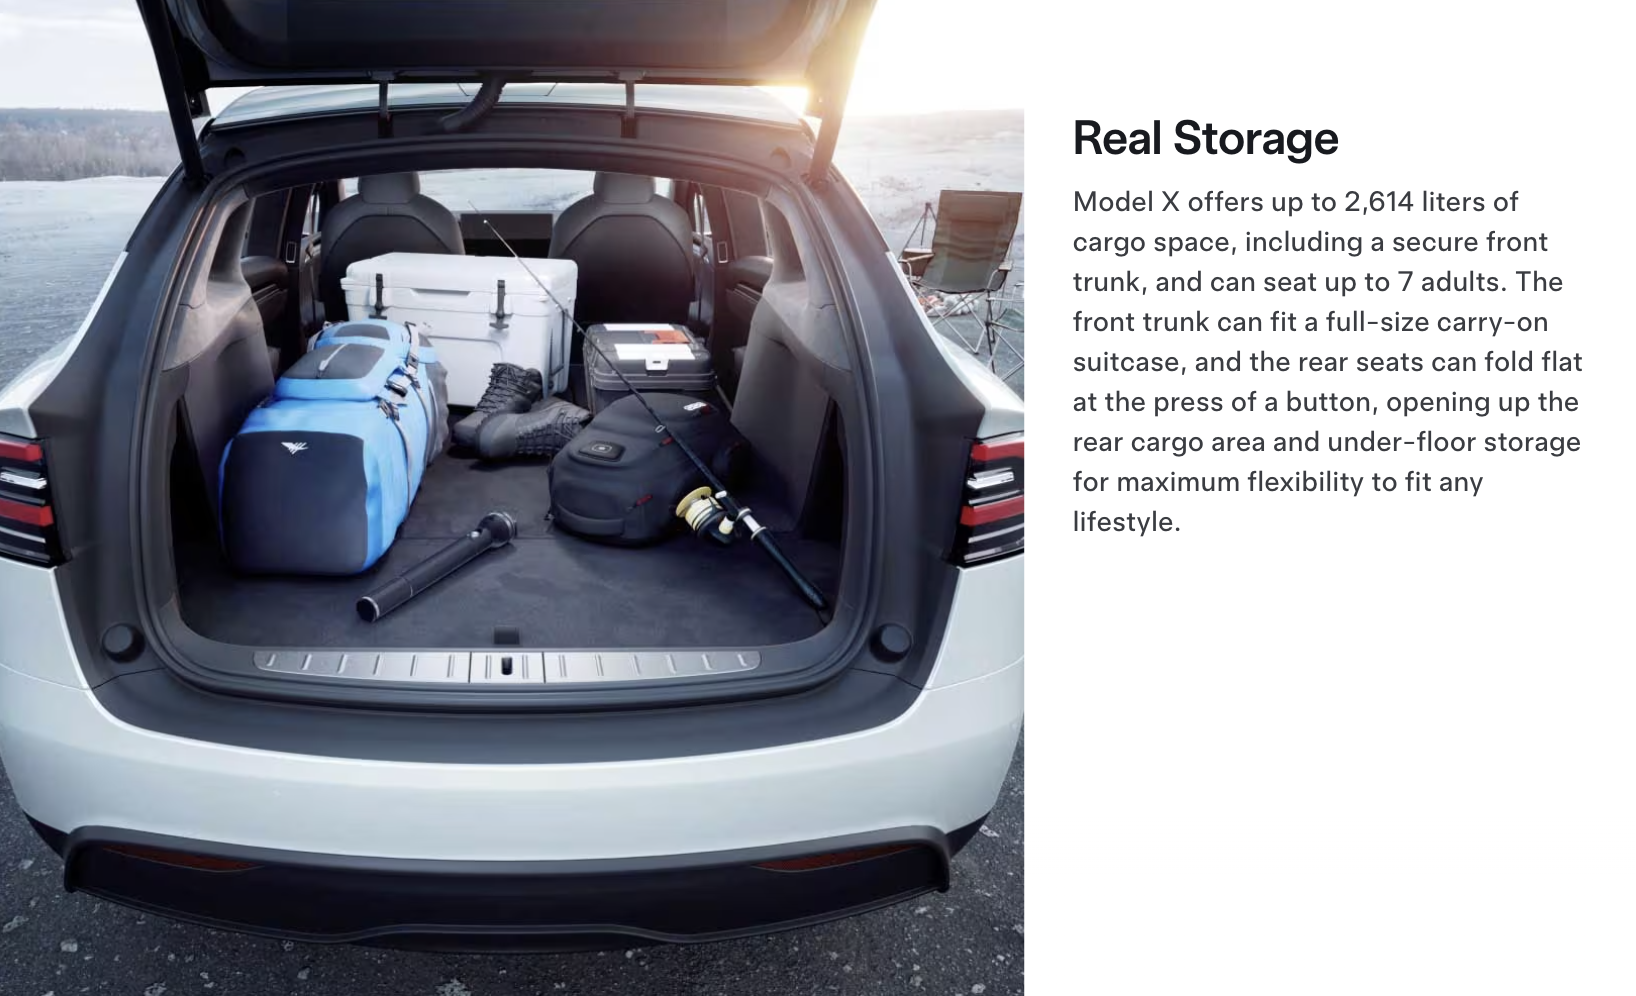 Real Storage
Model X offers up to 2,614 liters of
cargo space, including a secure front
trunk, and can seat up to 7 adults. The
front trunk can fit a full-size carry-on
suitcase, and the rear seats can fold flat
at the press of a button, opening up the
rear cargo area and under-floor storage
for maximum flexibility to fit any
lifestyle.